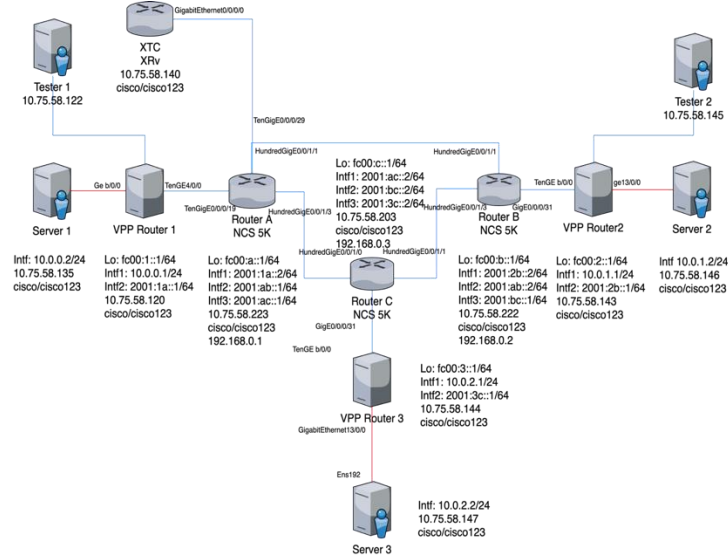 GigabitEthernet0/0/0/0
XTC
XRv
10.75.58.140
cisco/cisco123
Tester 1
10.75.58.122
Tester 2
10.75.58.145
TenGigE0/0/0/29
HundredGigE0/0/1/1
HundredGigE0/0/1/1
Ge b/0/0
TenGE4/0/0
TenGigE0/0/0/19
HundredGigE0/0/1/3
Router A
NCS 5K
Lo: fc00:c::1/64
Intf1: 2001:ac::2/64
Intf2: 2001:bc::2/64
Intf3: 2001:3c::2/64
10.75.58.203
cisco/cisco123
192.168.0.3
HundredGigE0/0/1/3
Router B
NCS 5K
TenGE b/0/0
GigE0/0/0/31
ge13/0/0
Server 1
VPP Router 1
VPP Router2
Server 2
HundredGigE0/0/1/0
HundredGigE0/0/1/1
Router C
NCS 5K
Intf: 10.0.0.2/24
10.75.58.135
cisco/cisco123
Lo: fc00:1::1/64
Intf1: 10.0.0.1/24
Intf2: 2001:1a::1/64
10.75.58.120
cisco/cisco123
Lo: fc00:a::1/64
Intf1: 2001:1a::2/64
Intf2: 2001:ab::1/64
Intf3: 2001:ac::1/64
10.75.58.223
cisco/cisco123
192.168.0.1
Lo: fc00:b::1/64
Intf1: 2001:2b::2/64
Intf2: 2001:ab::2/64
Intf3: 2001:bc::1/64
10.75.58.222
cisco/cisco123
192.168.0.2
Lo: fc00:2::1/64
Intf1: 10.0.1.1/24
Intf2: 2001:2b::1/64
10.75.58.143
cisco/cisco123
Intf 10.0.1.2/24
10.75.58.146
cisco/cisco123
GigE0/0/0/31
TenGE b/0/0
VPP Router 3
Lo: fc00:3::1/64
Intf1: 10.0.2.1/24
Intf2: 2001:3c::1/64
10.75.58.144
cisco/cisco123
GigabitEthernet13/0/0
Ens192
Server 3
Intf: 10.0.2.2/24
10.75.58.147
cisco/cisco123